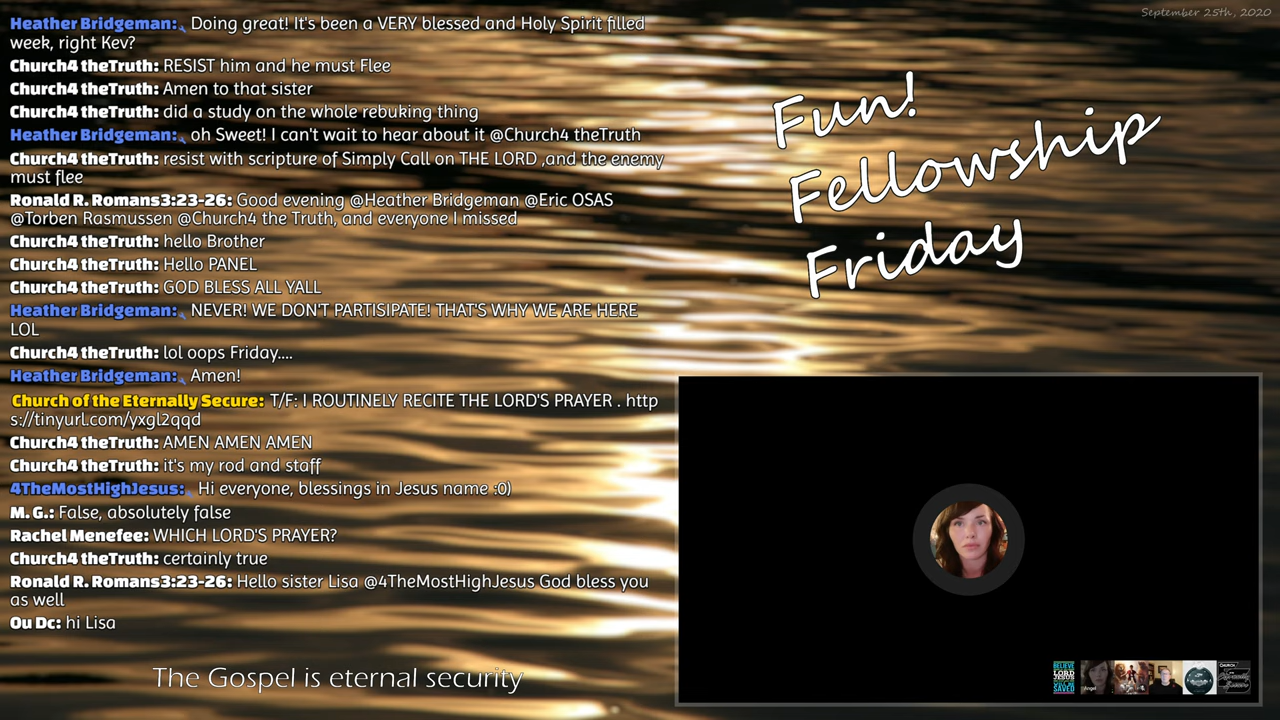 Heather Bridgeman: Doing great! It's been a VERY blessed and Holy Spirit filled
week, right Kev?
Church4 theTruth: RESIST him and he must Flee
Church4 theTruth: Amen to that sister
Church4 theTruth: did a study on the whole rebuking thing
Heather Bridgeman: oh Sweet! I can't wait to hear about it @Church4 theTruth
Church4 theTruth: resist with scripture of Simply Call on THE LORD ,and the enemy
must flee
Ronald R. Romans3:23-26: Good evening @Heather Bridgeman @Eric OSAS
@Torben Rasmussen @Church4 the Truth, and everyone I missed
Church4 theTruth: hello Brother
Church4 theTruth: Hello PANEL
Church4 theTruth: GOD BLESS ALL YALL
Heather Bridgeman: NEVER! WE DON'T PARTISIPATE! THAT'S WHY WE ARE HERE
LOL
Church4 theTruth: lol oops Friday....
Heather Bridgeman: Amen!
Church of the Eternally Secure: T/F: I ROUTINELY RECITE THE LORD'S PRAYER . http
s://tinyurl.com/yxgl2qqd
Church4 theTruth: AMEN AMEN AMEN
Church4 theTruth: it's my rod and staff
4TheMostHighJesus: Hi everyone, blessings in Jesus name :0)
M. G.: False, absolutely false
Rachel Menefee: WHICH LORD'S PRAYER?
Church4 theTruth: certainly true
Ronald R. Romans3:23-26: Hello sister Lisa @4TheMostHighJesus God bless you
as well
Ou Dc: hi Lisa
The Gospel is eternal security
September 25th, 2020
Fun!
Fellowship
Friday
BELIEVE
LORD
JESUS
SAVED
Angel
CHURCH